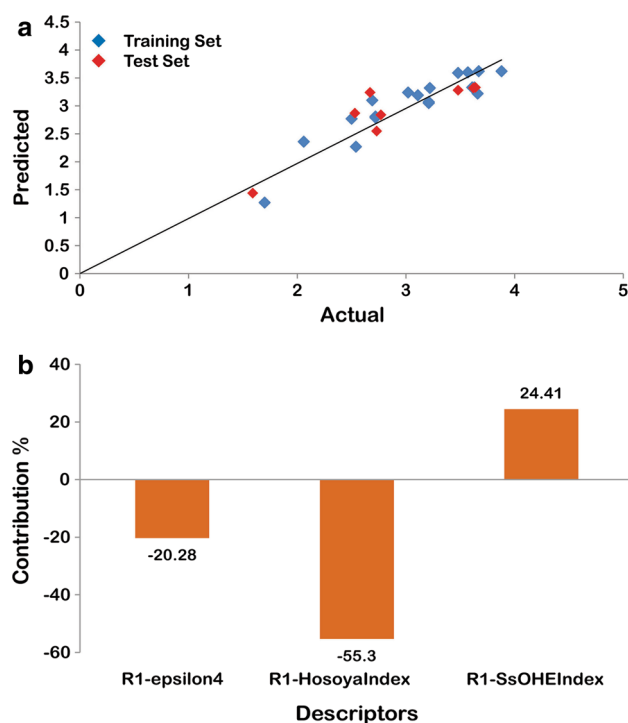 a
4.5
4
3.5
3
2.5
2
1.5
1
0.5
0
Training Set
Test Set
Predicted
0 1 2 3 4 5
Actual
b
40
20
0
-20
-40
-60
Contribution %
24.41
-20.28
-55.3
R1-epsilon4 R1-HosoyaIndex R1-SsOHEIndex
Descriptors